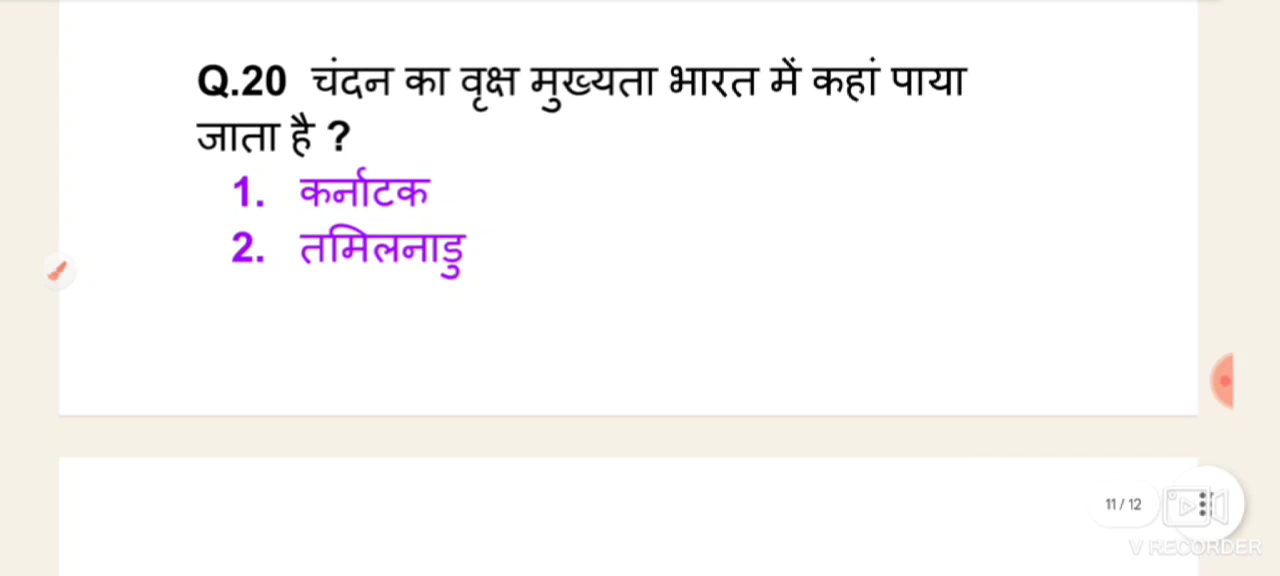 Q.20 चंदन का वृक्ष मुख्यता भारत में कहां पाया
जाता है ?
1. कर्नाटक
2. तमिलनाडु
11 / 12
V RECORDER